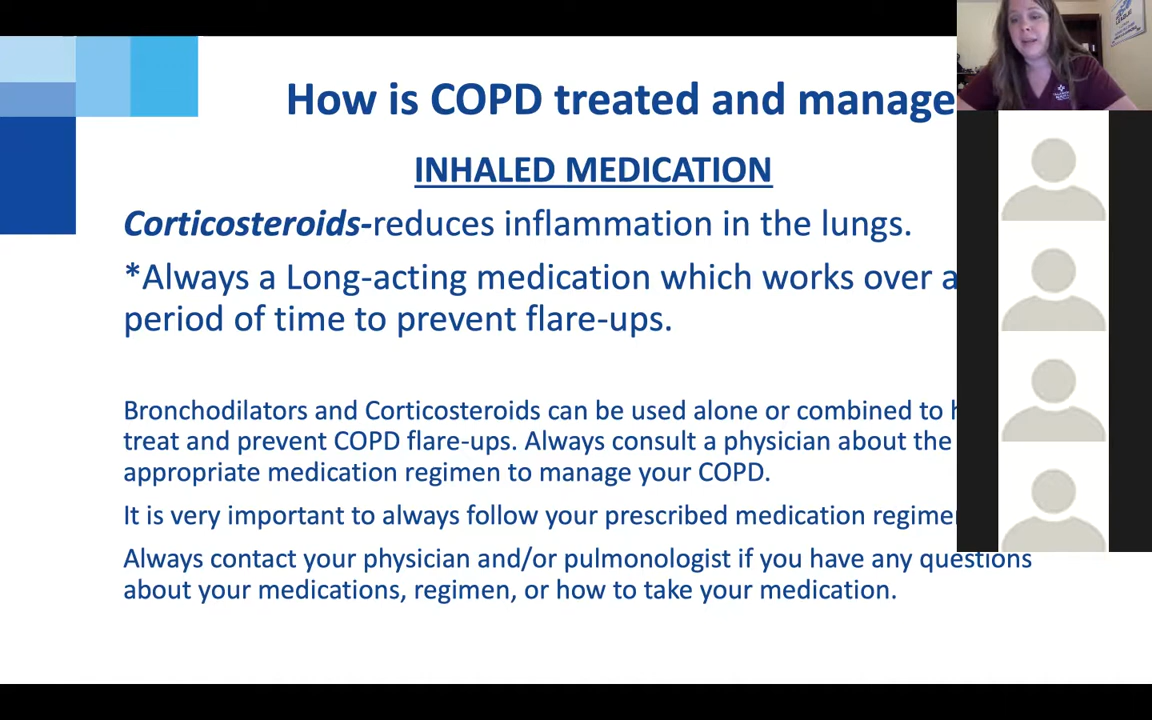 How is COPD treated and manage
INHALED MEDICATION
Corticosteroids-reduces inflammation in the lungs.
*Always a Long-acting medication which works over a
period of time to prevent flare-ups.
Bronchodilators and Corticosteroids can be used alone or combined to
treat and prevent COPD flare-ups. Always consult a physician about the
appropriate medication regimen to manage your COPD.
It is very important to always follow your prescribed medication regime
Always contact your physician and/or pulmonologist if you have any questions
about your medications, regimen, or how to take your medication.